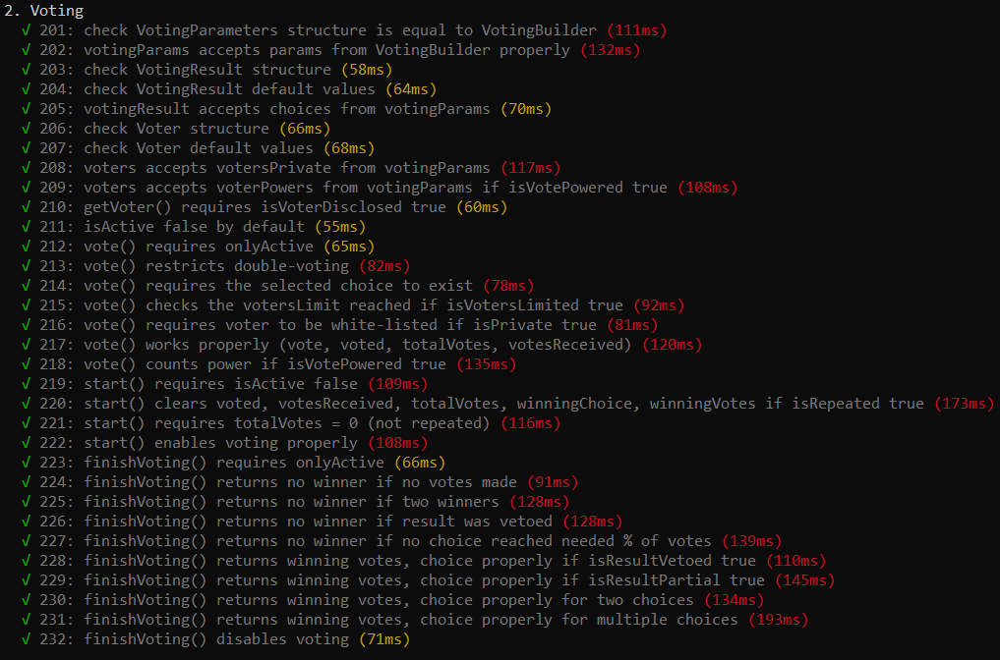 2. Voting
√ 201: check VotingParameters structure is equal to VotingBuilder (111ms)
√ 202: votingParams accepts params from VotingBuilder properly (132ms)
√ 203: check VotingResult structure (58ms)
√ 204: check VotingResult default values (64ms)
√ 205: votingResult accepts choices from votingParams (70ms)
√ 206: check Voter structure (66ms)
√ 207: check Voter default values (68ms)
√ 208: voters accepts votersPrivate from votingParams (117ms)
√ 209: voters accepts voterPowers from votingParams if isVotePowered true (108ms)
√ 210: getVoter() requires isVoterDisclosed true (60ms)
√ 211: isActive false by default (55ms)
√ 212: vote() requires onlyActive (65ms)
√ 213: vote() restricts double-voting (82ms)
√ 214: vote() requires the selected choice to exist (78ms)
√ 215: vote() checks the votersLimit reached if isVotersLimited true (92ms)
√ 216: vote() requires voter to be white-listed if isPrivate true (81ms)
√ 217: vote() works properly (vote, voted, totalVotes, votesReceived) (120ms)
√ 218: vote() counts power if isVotePowered true (135ms)
√ 219: start() requires isActive false (109ms)
√ 220: start() clears voted, votesReceived, totalVotes, winningChoice, winningVotes if isRepeated true (173ms)
√ 221: start() requires totalVotes = 0 (not repeated) (116ms)
√ 222: start() enables voting properly (108ms)
√ 223: finishVoting() requires onlyActive (66ms)
√ 224: finishVoting() returns no winner if no votes made (91ms)
√ 225: finishVoting() returns no winner if two winners (128ms)
√ 226: finishVoting() returns no winner if result was vetoed (128ms)
√ 227: finishVoting() returns no winner if no choice reached needed % of votes (139ms)
√ 228: finishVoting() returns winning votes, choice properly if isResultVetoed true (110ms)
√ 229: finishVoting() returns winning votes, choice properly if isResultPartial true (145ms)
√ 230: finishVoting() returns winning votes, choice properly for two choices (134ms)
√ 231: finishVoting() returns winning votes, choice properly for multiple choices (193ms)
√ 232: finishVoting() disables voting (71ms)